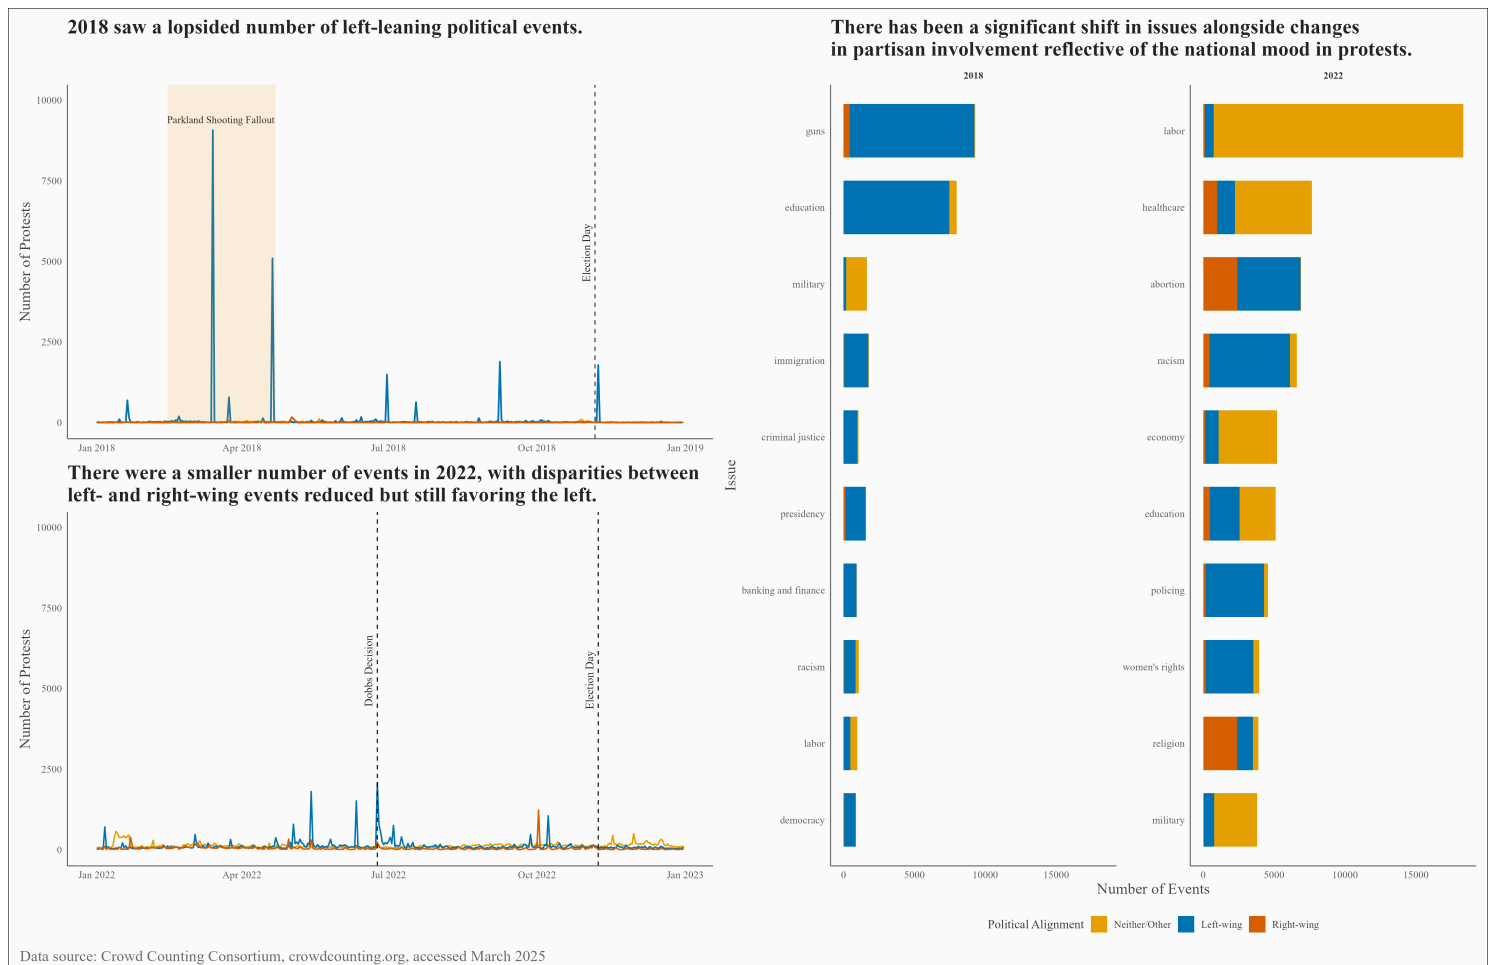 2018 saw a lopsided number of left-leaning political events.
10000
7500
5000
2500
0
Number of Protests
Parkland Shooting Fallout
Election Day
Jan 2018
Apr 2018
Jul 2018
Oct 2018
Jan 2019
There were a smaller number of events in 2022, with disparities between
left- and right-wing events reduced but still favoring the left.
10000
7500
5000
2500
0
Number of Protests
Dobbs Decision
Election Day
Jan 2022
Apr 2022
Jul 2022
Oct 2022
Jan 2023
There has been a significant shift in issues alongside changes
in partisan involvement reflective of the national mood in protests.
2018
guns
education
military
immigration
criminal justice
presidency
banking and finance
racism
labor
democracy
Issue
0
5000
10000
15000
2022
labor
healthcare
abortion
racism
economy
education
policing
women's rights
religion
military
0
5000
10000
15000
Number of Events
Political Alignment
Neither/Other
Left-wing
Right-wing
Data source: Crowd Counting Consortium, crowdcounting.org, accessed March 2025